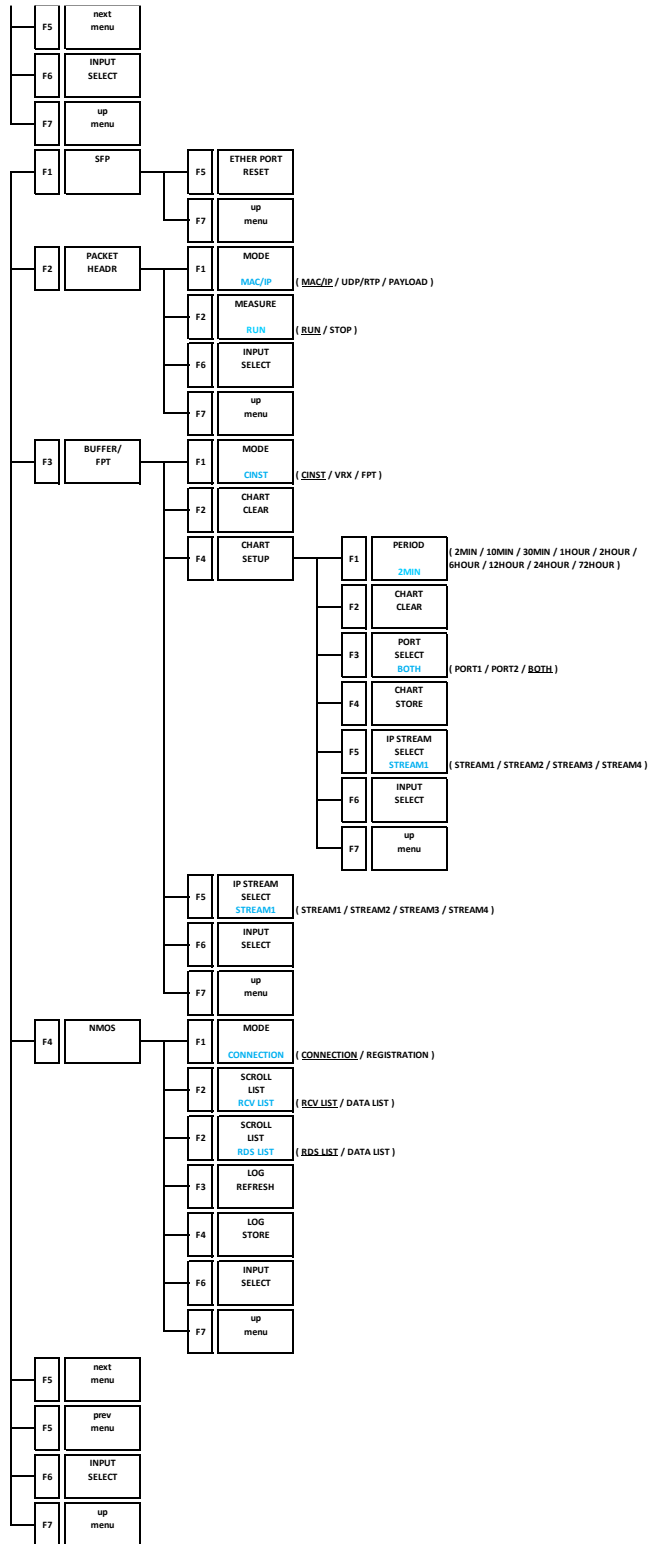 F5 next
menu
F6 INPUT
SELECT
F7 up
menu
F1 SFP
F5 ETHER PORT
RESET
F7 up
menu
F2 PACKET
HEADR
F1 MODE
MAC/IP ( MAC/IP / UDP/RTP / PAYLOAD )
F2 MEASURE
RUN ( RUN / STOP )
F6 INPUT
SELECT
F7 up
menu
F3 BUFFER/
FPT
F1 MODE
CINST ( CINST / VRX / FPT )
F2 CHART
CLEAR
F4 CHART
SETUP
F1 PERIOD
2MIN
( 2MIN / 10MIN / 30MIN / 1HOUR / 2HOUR /
6HOUR / 12HOUR / 24HOUR / 72HOUR )
F2 CHART
CLEAR
F3 PORT
SELECT
BOTH ( PORT1 / PORT2 / BOTH )
F4 CHART
STORE
F5 IP STREAM
SELECT
STREAM1 ( STREAM1 / STREAM2 / STREAM3 / STREAM4 )
F6 INPUT
SELECT
F7 up
menu
F5 IP STREAM
SELECT
STREAM1 ( STREAM1 / STREAM2 / STREAM3 / STREAM4 )
F6 INPUT
SELECT
F7 up
menu
F4 NMOS
F1 MODE
CONNECTION ( CONNECTION / REGISTRATION )
F2 SCROLL
LIST
RCV LIST ( RCV LIST / DATA LIST )
F2 SCROLL
LIST
RDS LIST ( RDS LIST / DATA LIST )
F3 LOG
REFRESH
F4 LOG
STORE
F6 INPUT
SELECT
F7 up
menu
F5 next
menu
F5 prev
menu
F6 INPUT
SELECT
F7 up
menu